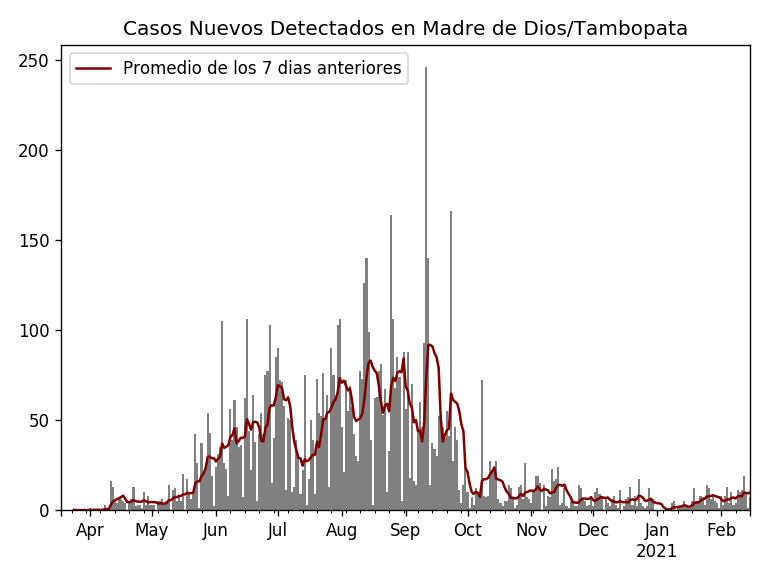 Casos Nuevos Detectados en Madre de Dios/Tambopata
Promedio de los 7 dias anteriores
250
200
150
100
50
0
Apr May Jun Jul Aug Sep Oct Nov Dec Jan Feb
2021